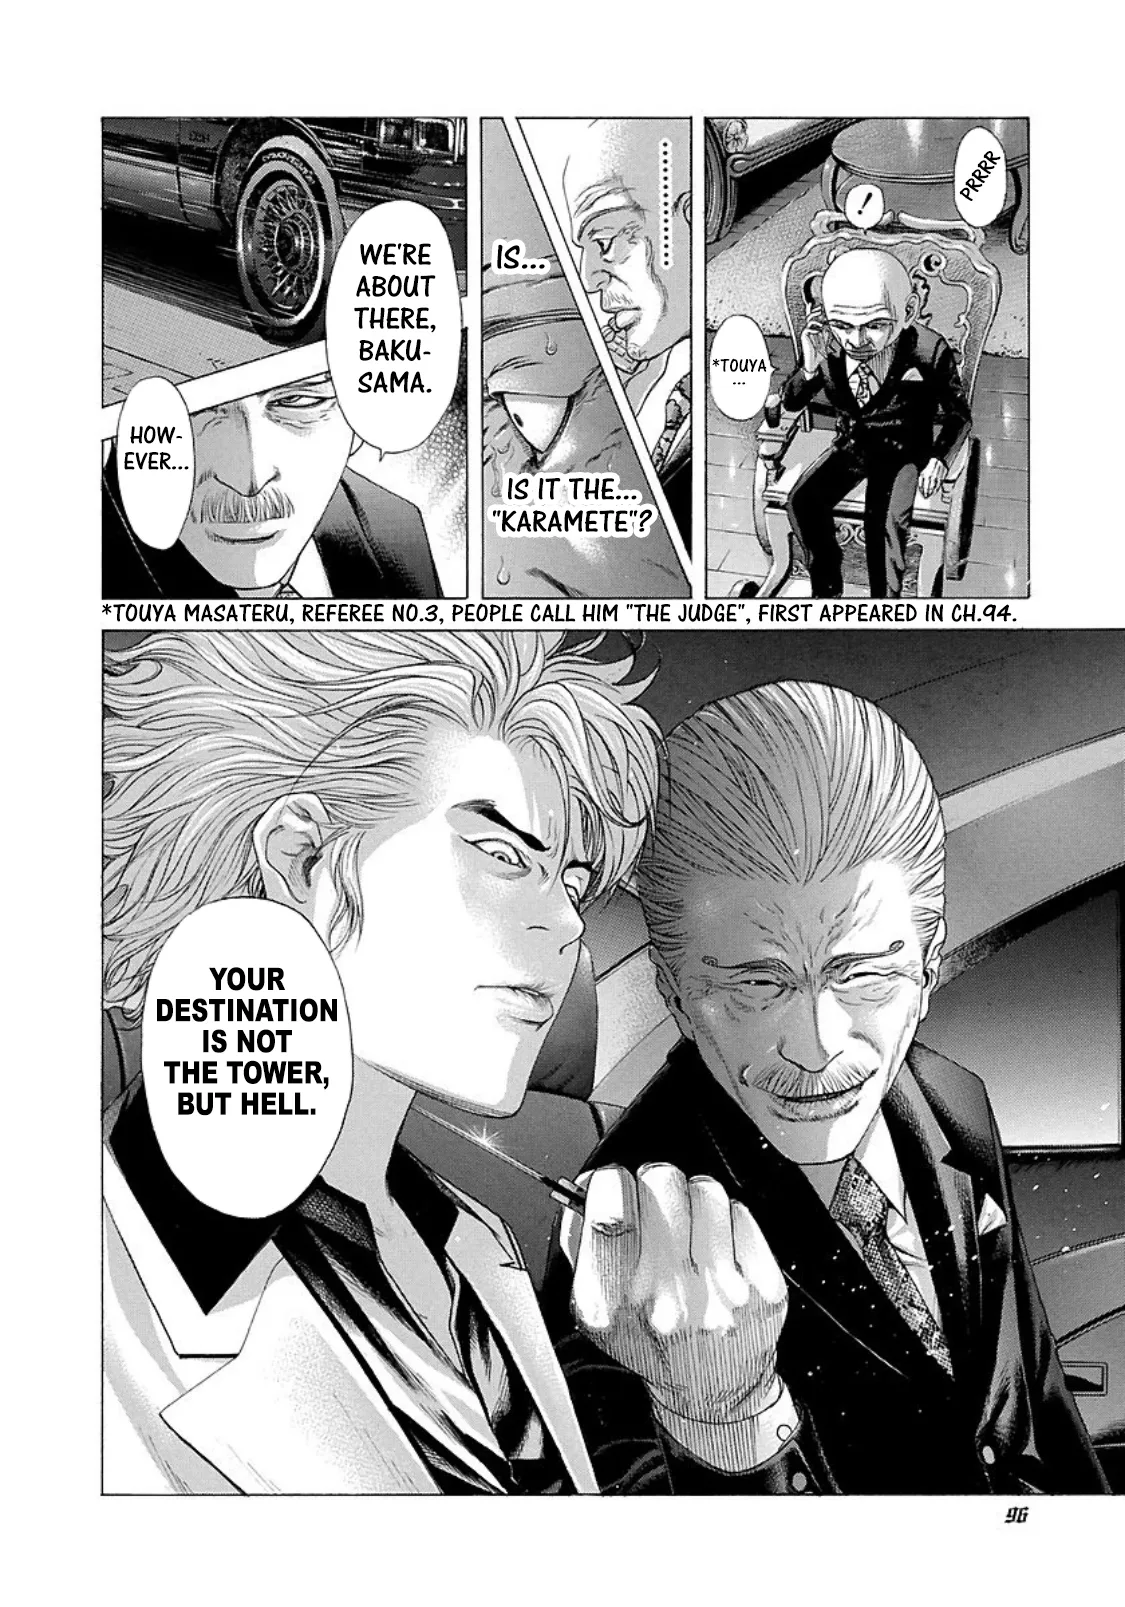 PRRRR
!
*TOUYA
...
IS...
IS IT THE...
"KARAMETE"?
WE'RE
ABOUT
THERE,
BAKU-
SAMA.
HOW-
EVER...
*TOUYA MASATERU, REFEREE NO.3, PEOPLE CALL HIM "THE JUDGE", FIRST APPEARED IN CH.94.
YOUR
DESTINATION
IS NOT
THE TOWER,
BUT HELL.
96